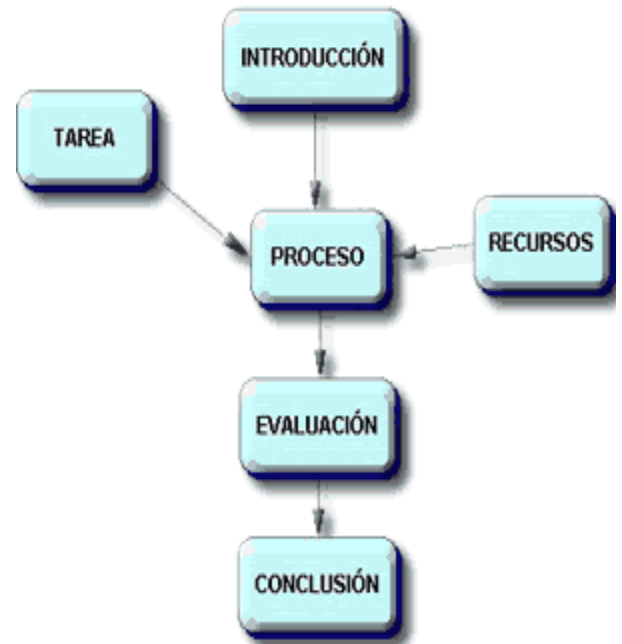 INTRODUCCIÓN
TAREA
PROCESO
RECURSOS
EVALUACIÓN
CONCLUSIÓN